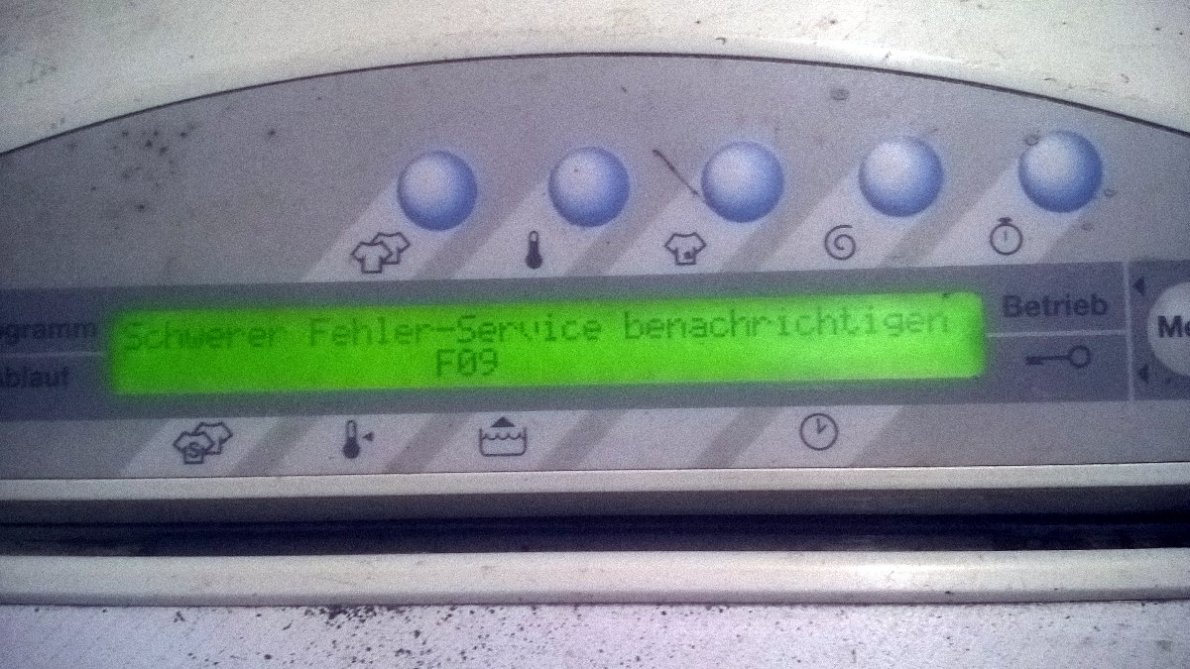 Schwerer Fehler-Service benachrichtigen
F09
Betrieb